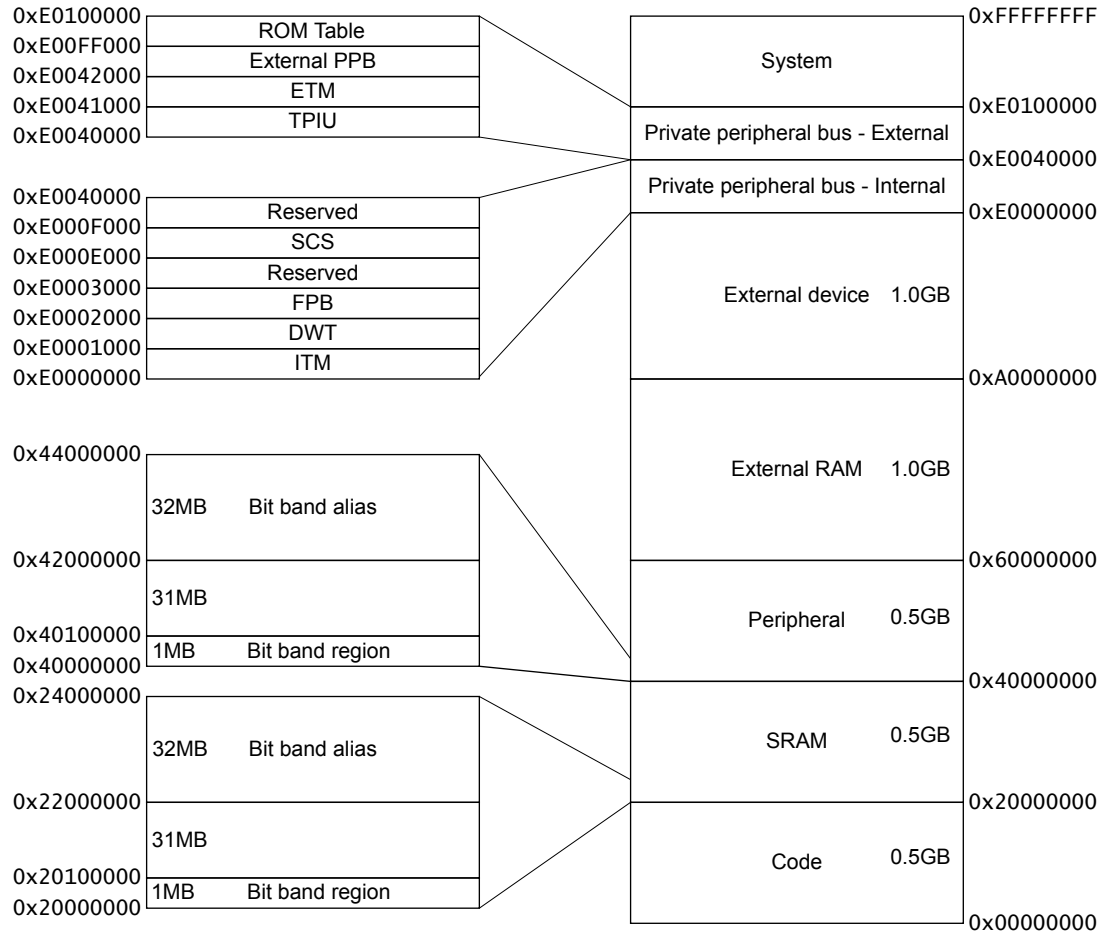 0xE0100000
ROM Table
0xE00FF000
External PPB
0xE0042000
ETM
0xE0041000
TPIU
0xE0040000
0xE0040000
Reserved
0xE000F000
SCS
0xE000E000
Reserved
0xE0003000
FPB
0xE0002000
DWT
0xE0001000
ITM
0xE0000000
0x44000000
32MB Bit band alias
0x42000000
31MB
0x40100000
1MB Bit band region
0x40000000
0x24000000
32MB Bit band alias
0x22000000
31MB
0x20100000
1MB Bit band region
0x20000000
0xFFFFFFFF
System
0xE0100000
Private peripheral bus - External
0xE0040000
Private peripheral bus - Internal
0xE0000000
External device 1.0GB
0xA0000000
External RAM 1.0GB
0x60000000
Peripheral 0.5GB
0x40000000
SRAM 0.5GB
0x20000000
Code 0.5GB
0x00000000